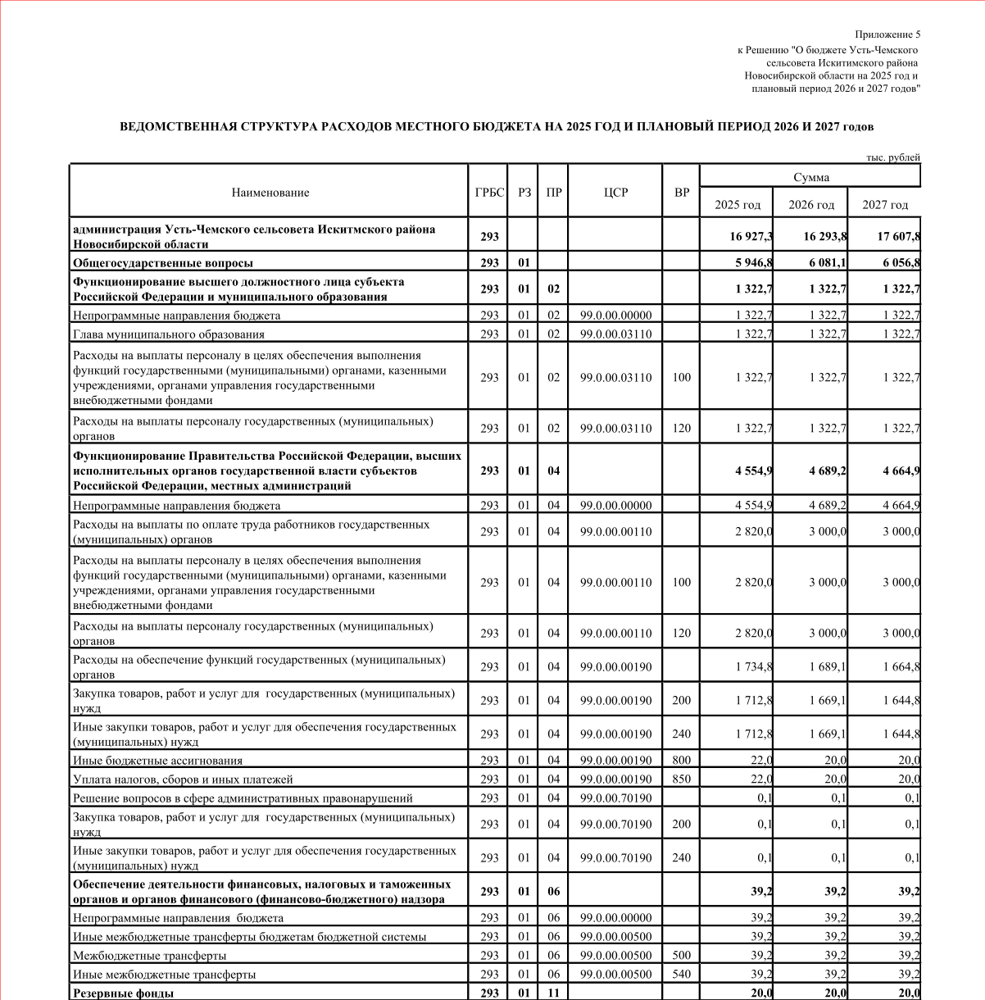 Приложение 5
к Решению "О бюджете Усть-Чемского
сельсовета Искитимского района
Новосибирской области на 2025 год и
плановый период 2026 и 2027 годов"
ВЕДОМСТВЕННАЯ СТРУКТУРА РАСХОДОВ МЕСТНОГО БЮДЖЕТА НА 2025 ГОД И ПЛАНОВЫЙ ПЕРИОД 2026 И 2027 годов
тыс. рублей
Наименование ГРБС РЗ ПР ЦСР ВР Сумма
2025 год 2026 год 2027 год
администрация Усть-Чемского сельсовета Искитмского района
Новосибирской области 293 16 927,3 16 293,8 17 607,8
Общегосударственные вопросы 293 01 5 946,8 6 081,1 6 056,8
Функционирование высшего должностного лица субъекта
Российской Федерации и муниципального образования 293 01 02 1 322,7 1 322,7 1 322,7
Непрограммные направления бюджета 293 01 02 99.0.00.00000 1 322,7 1 322,7 1 322,7
Глава муниципального образования 293 01 02 99.0.00.03110 1 322,7 1 322,7 1 322,7
Расходы на выплаты персоналу в целях обеспечения выполнения
функций государственными (муниципальными) органами, казенными
учреждениями, органами управления государственными
внебюджетными фондами 293 01 02 99.0.00.03110 100 1 322,7 1 322,7 1 322,7
Расходы на выплаты персоналу государственных (муниципальных)
органов 293 01 02 99.0.00.03110 120 1 322,7 1 322,7 1 322,7
Функционирование Правительства Российской Федерации, высших
исполнительных органов государственной власти субъектов
Российской Федерации, местных администраций 293 01 04 4 554,9 4 689,2 4 664,9
Непрограммные направления бюджета 293 01 04 99.0.00.00000 4 554,9 4 689,2 4 664,9
Расходы на выплаты по оплате труда работников государственных
(муниципальных) органов 293 01 04 99.0.00.00110 2 820,0 3 000,0 3 000,0
Расходы на выплаты персоналу в целях обеспечения выполнения
функций государственными (муниципальными) органами, казенными
учреждениями, органами управления государственными
внебюджетными фондами 293 01 04 99.0.00.00110 100 2 820,0 3 000,0 3 000,0
Расходы на выплаты персоналу государственных (муниципальных)
органов 293 01 04 99.0.00.00110 120 2 820,0 3 000,0 3 000,0
Расходы на обеспечение функций государственных (муниципальных)
органов 293 01 04 99.0.00.00190 1 734,8 1 689,1 1 664,8
Закупка товаров, работ и услуг для государственных (муниципальных)
нужд 293 01 04 99.0.00.00190 200 1 712,8 1 669,1 1 644,8
Иные закупки товаров, работ и услуг для обеспечения государственных
(муниципальных) нужд 293 01 04 99.0.00.00190 240 1 712,8 1 669,1 1 644,8
Иные бюджетные ассигнования 293 01 04 99.0.00.00190 800 22,0 20,0 20,0
Уплата налогов, сборов и иных платежей 293 01 04 99.0.00.00190 850 22,0 20,0 20,0
Решение вопросов в сфере административных правонарушений 293 01 04 99.0.00.70190 0,1 0,1 0,1
Закупка товаров, работ и услуг для государственных (муниципальных)
нужд 293 01 04 99.0.00.70190 200 0,1 0,1 0,1
Иные закупки товаров, работ и услуг для обеспечения государственных
(муниципальных) нужд 293 01 04 99.0.00.70190 240 0,1 0,1 0,1
Обеспечение деятельности финансовых, налоговых и таможенных
органов и органов финансового (финансово-бюджетного) надзора 293 01 06 39,2 39,2 39,2
Непрограммные направления бюджета 293 01 06 99.0.00.00000 39,2 39,2 39,2
Иные межбюджетные трансферты бюджетам бюджетной системы 293 01 06 99.0.00.00500 39,2 39,2 39,2
Межбюджетные трансферты 293 01 06 99.0.00.00500 500 39,2 39,2 39,2
Иные межбюджетные трансферты 293 01 06 99.0.00.00500 540 39,2 39,2 39,2
Резервные фонды 293 01 11 20,0 20,0 20,0